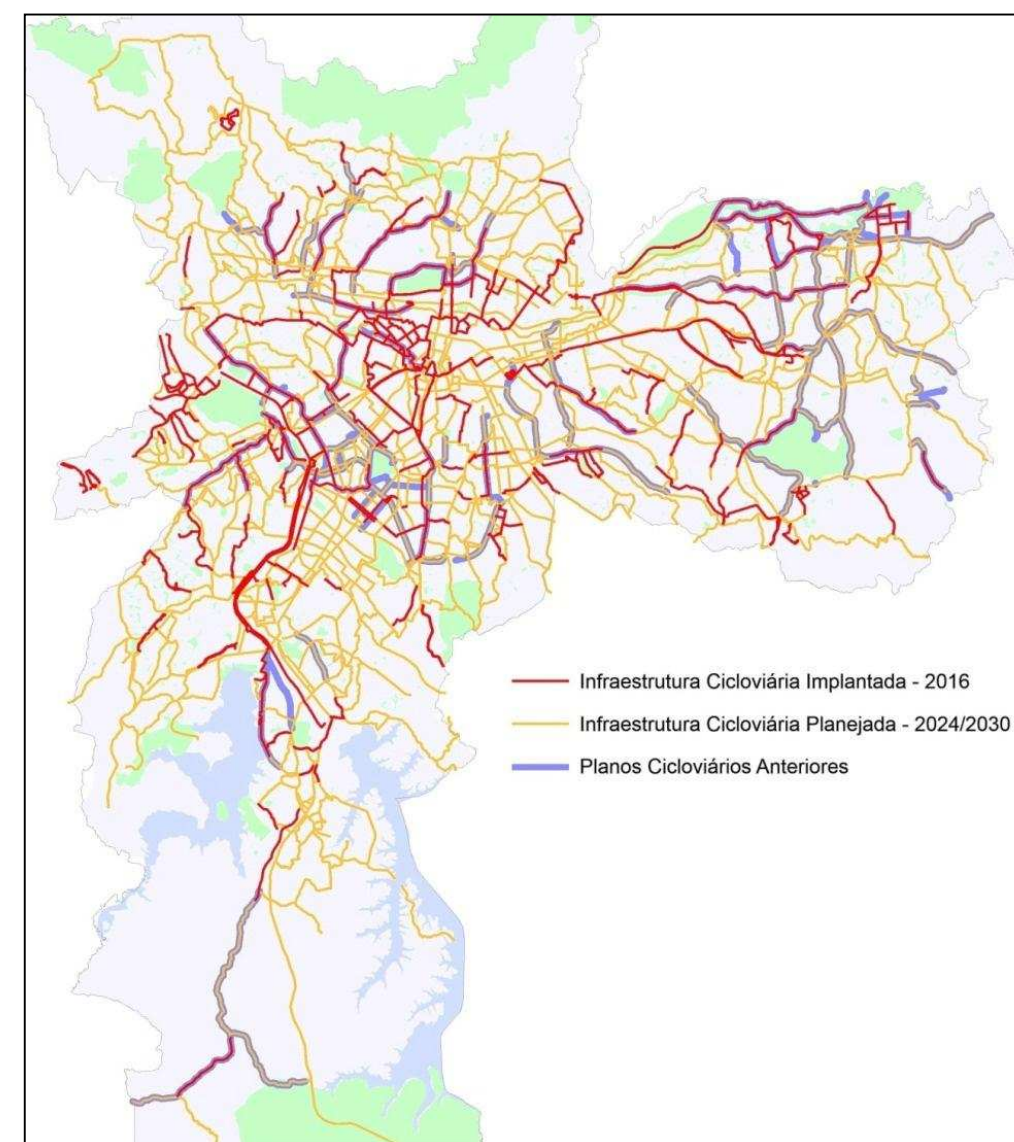 Infraestrutura Cicloviária Implantada - 2016
Infraestrutura Cicloviária Planejada - 2024/2030
Planos Cicloviários Anteriores